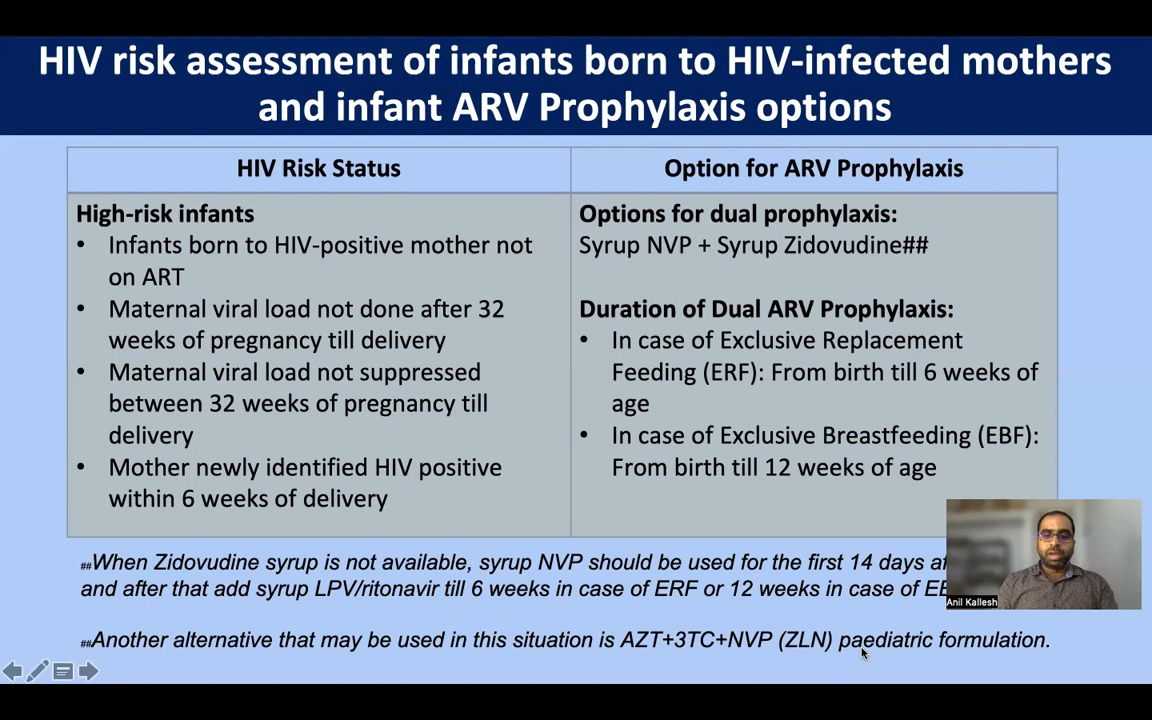 HIV risk assessment of infants born to HIV-infected mothers
and infant ARV Prophylaxis options
HIV Risk Status
Option for ARV Prophylaxis
High-risk infants
• Infants born to HIV-positive mother not
on ART
• Maternal viral load not done after 32
weeks of pregnancy till delivery
• Maternal viral load not suppressed
between 32 weeks of pregnancy till
delivery
• Mother newly identified HIV positive
within 6 weeks of delivery
Options for dual prophylaxis:
Syrup NVP + Syrup Zidovudine##
Duration of Dual ARV Prophylaxis:
• In case of Exclusive Replacement
Feeding (ERF): From birth till 6 weeks of
age
• In case of Exclusive Breastfeeding (EBF):
From birth till 12 weeks of age
##When Zidovudine syrup is not available, syrup NVP should be used for the first 14 days
and after that add syrup LPV/ritonavir till 6 weeks in case of ERF or 12 weeks in case of
##Another alternative that may be used in this situation is AZT+3TC+NVP (ZLN) paediatric formulation.
Anil Kallesh